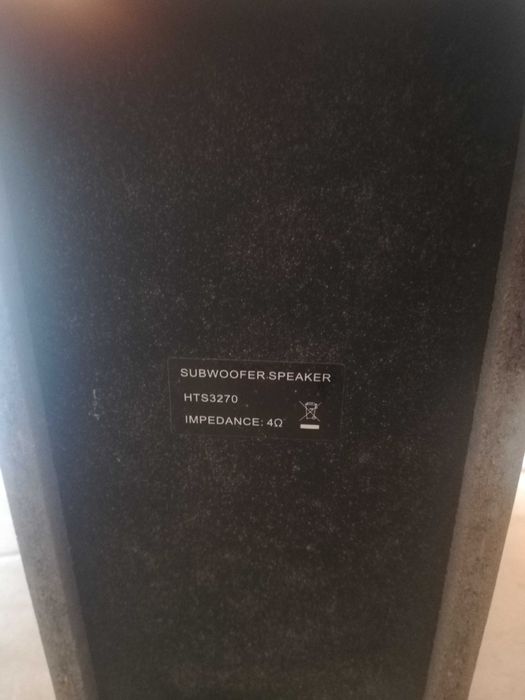 SUBWOOFER SPEAKER
HTS3270
IMPEDANCE: 4Ω